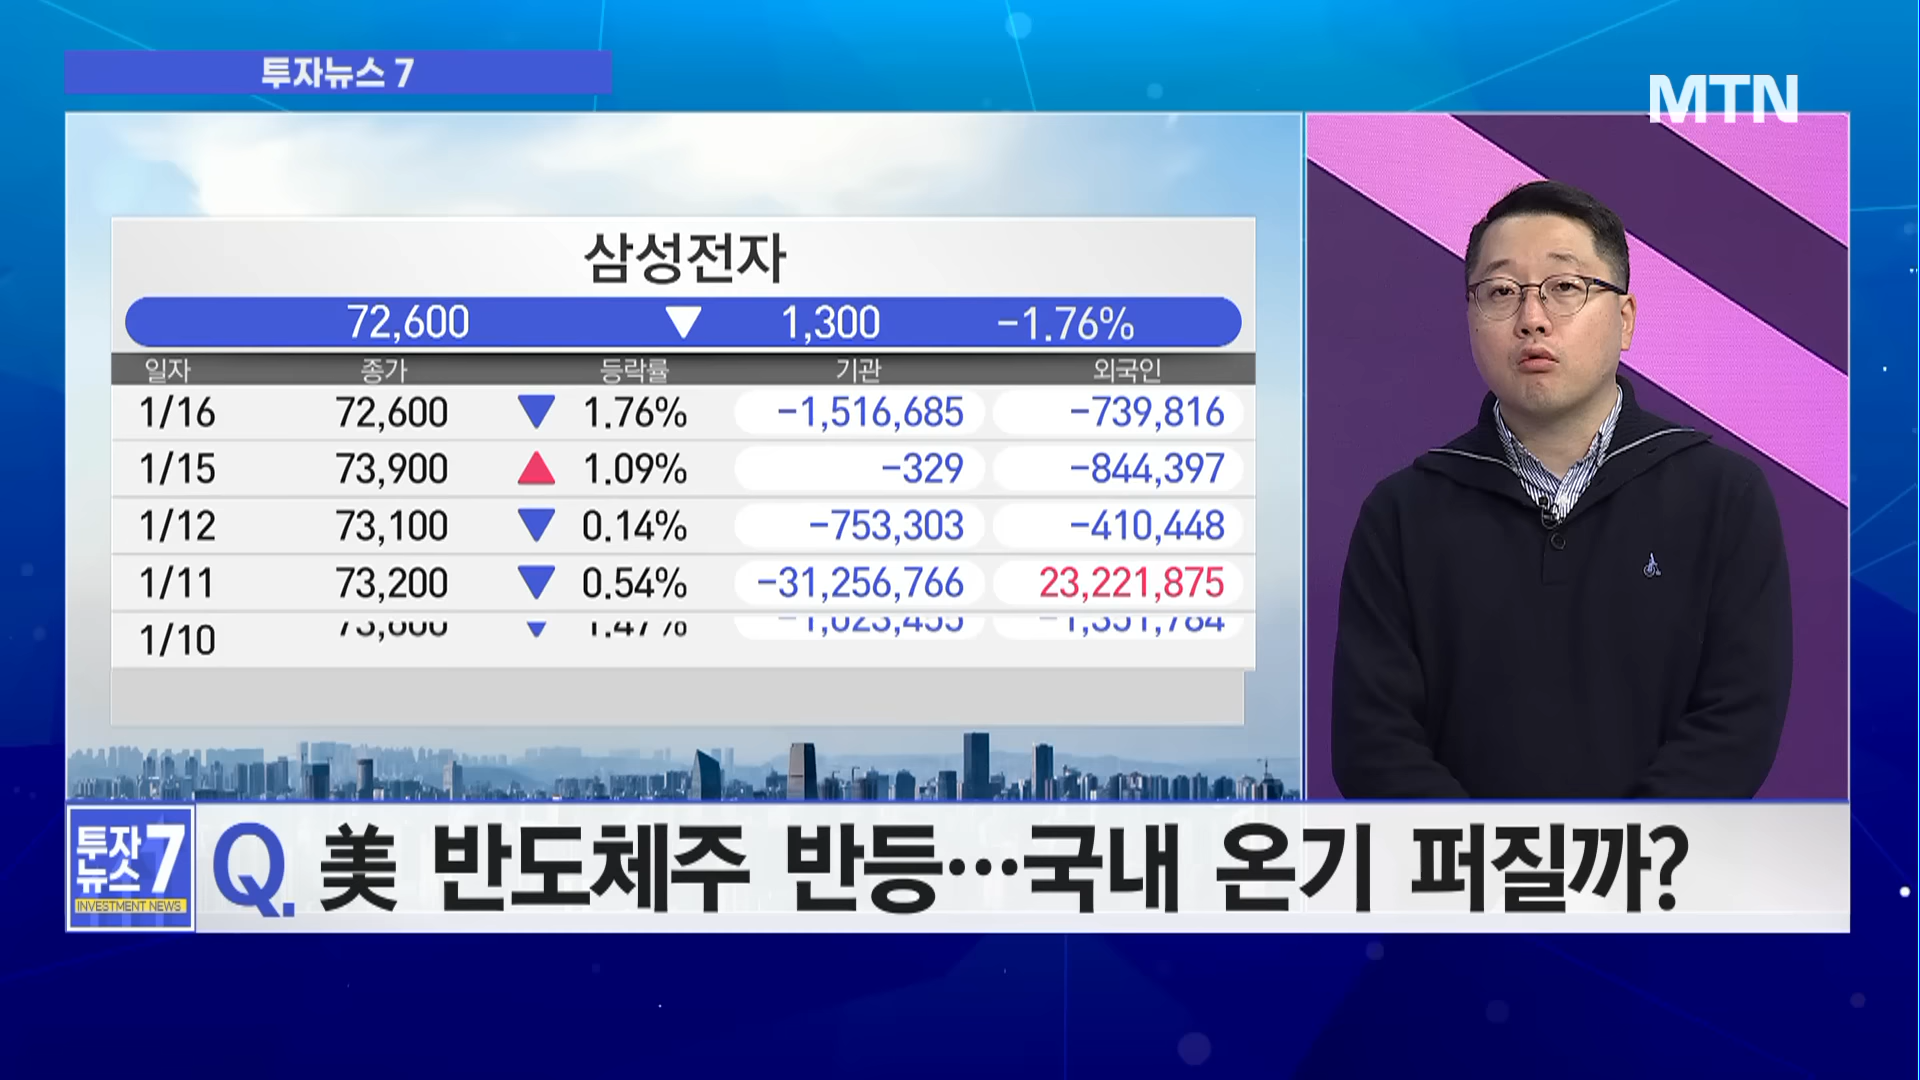 투자뉴스 7
MTN
삼성전자
72,600 ▼ 1,300 -1.76%
일자 종가 등락률 기관 외국인
1/16 72,600 ▼ 1.76% -1,516,685 -739,816
1/15 73,900 ▲ 1.09% -329 -844,397
1/12 73,100 ▼ 0.14% -753,303 -410,448
1/11 73,200 ▼ 0.54% -31,256,766 23,221,875
1/10 ▼
투자
뉴스 7
INVESTMENT NEWS
Q. 美 반도체주 반등…국내 온기 퍼질까?